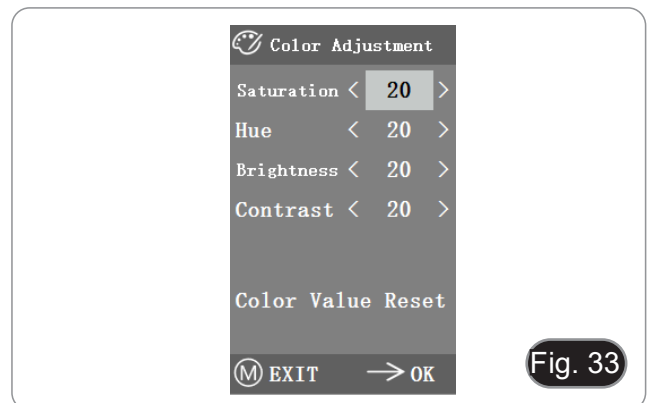 Color Adjustment
Saturation < 20 >
Hue < 20 >
Brightness < 20 >
Contrast < 20 >
Color Value Reset
M EXIT → OK
Fig. 33